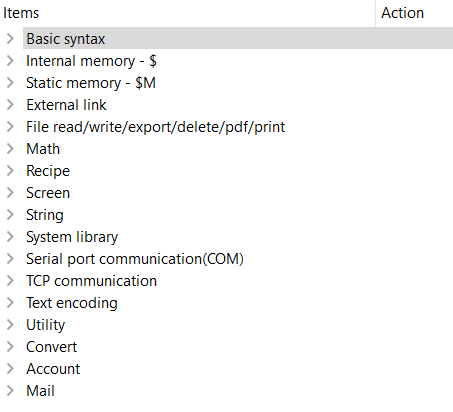 Items Action
Basic syntax
Internal memory - $
Static memory - $M
External link
File read/write/export/delete/pdf/print
Math
Recipe
Screen
String
System library
Serial port communication(COM)
TCP communication
Text encoding
Utility
Convert
Account
Mail